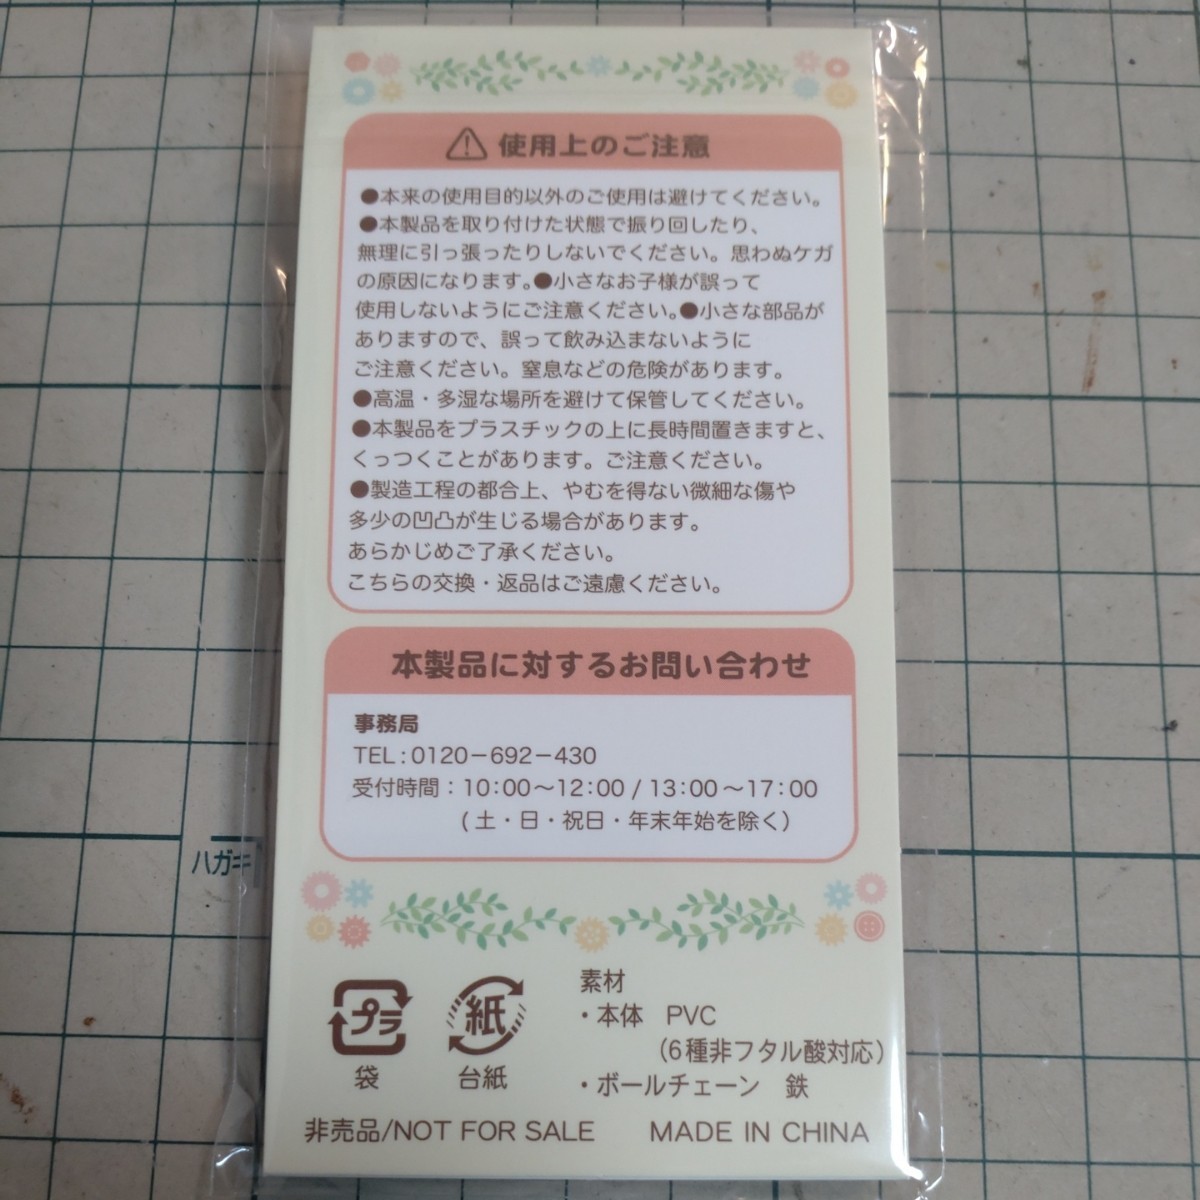 使用上のご注意
●本来の使用目的以外のご使用は避けてください。
●本製品を取り付けた状態で振り回したり、
無理に引っ張ったりしないでください。思わぬケガ
の原因になります。●小さなお子様が誤って
使用しないようにご注意ください。●小さな部品が
ありますので、誤って飲み込まないように
ご注意ください。窒息などの危険があります。
●高温・多湿な場所を避けて保管してください。
●本製品をプラスチックの上に長時間置きますと、
くっつくことがあります。ご注意ください。
●製造工程の都合上、やむを得ない微細な傷や
多少の凹凸が生じる場合があります。
あらかじめご了承ください。
こちらの交換・返品はご遠慮ください。
本製品に対するお問い合わせ
事務局
TEL:0120−692−430
受付時間：10:00〜12:00 / 13:00〜17:00
(土・日・祝日・年末年始を除く)
ハガキ
プラ
袋
紙
台紙
素材
・本体　PVC
(6種非フタル酸対応)
・ボールチェーン　鉄
非売品/NOT FOR SALE
MADE IN CHINA